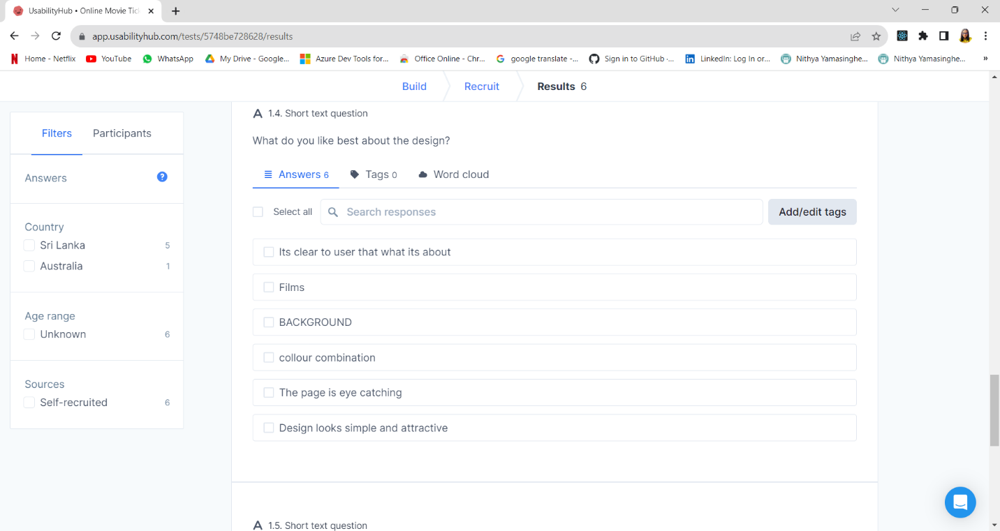 UsabilityHub • Online Movie Tic
app.usabilityhub.com/tests/5748be728628/results
Home - Netflix YouTube WhatsApp My Drive - Google... Azure Dev Tools for... Office Online - Chr... google translate -... Sign in to GitHub ·... LinkedIn: Log In or... Nithya Yamasinghe... Nithya Yamasinghe... »
Build Recruit Results 6
Filters Participants
Answers ?
Country
Sri Lanka 5
Australia 1
Age range
Unknown 6
Sources
Self-recruited 6
A 1.4. Short text question
What do you like best about the design?
Answers 6 Tags 0 Word cloud
Select all Search responses Add/edit tags
Its clear to user that what its about
Films
BACKGROUND
collour combination
The page is eye catching
Design looks simple and attractive
A 1.5. Short text question